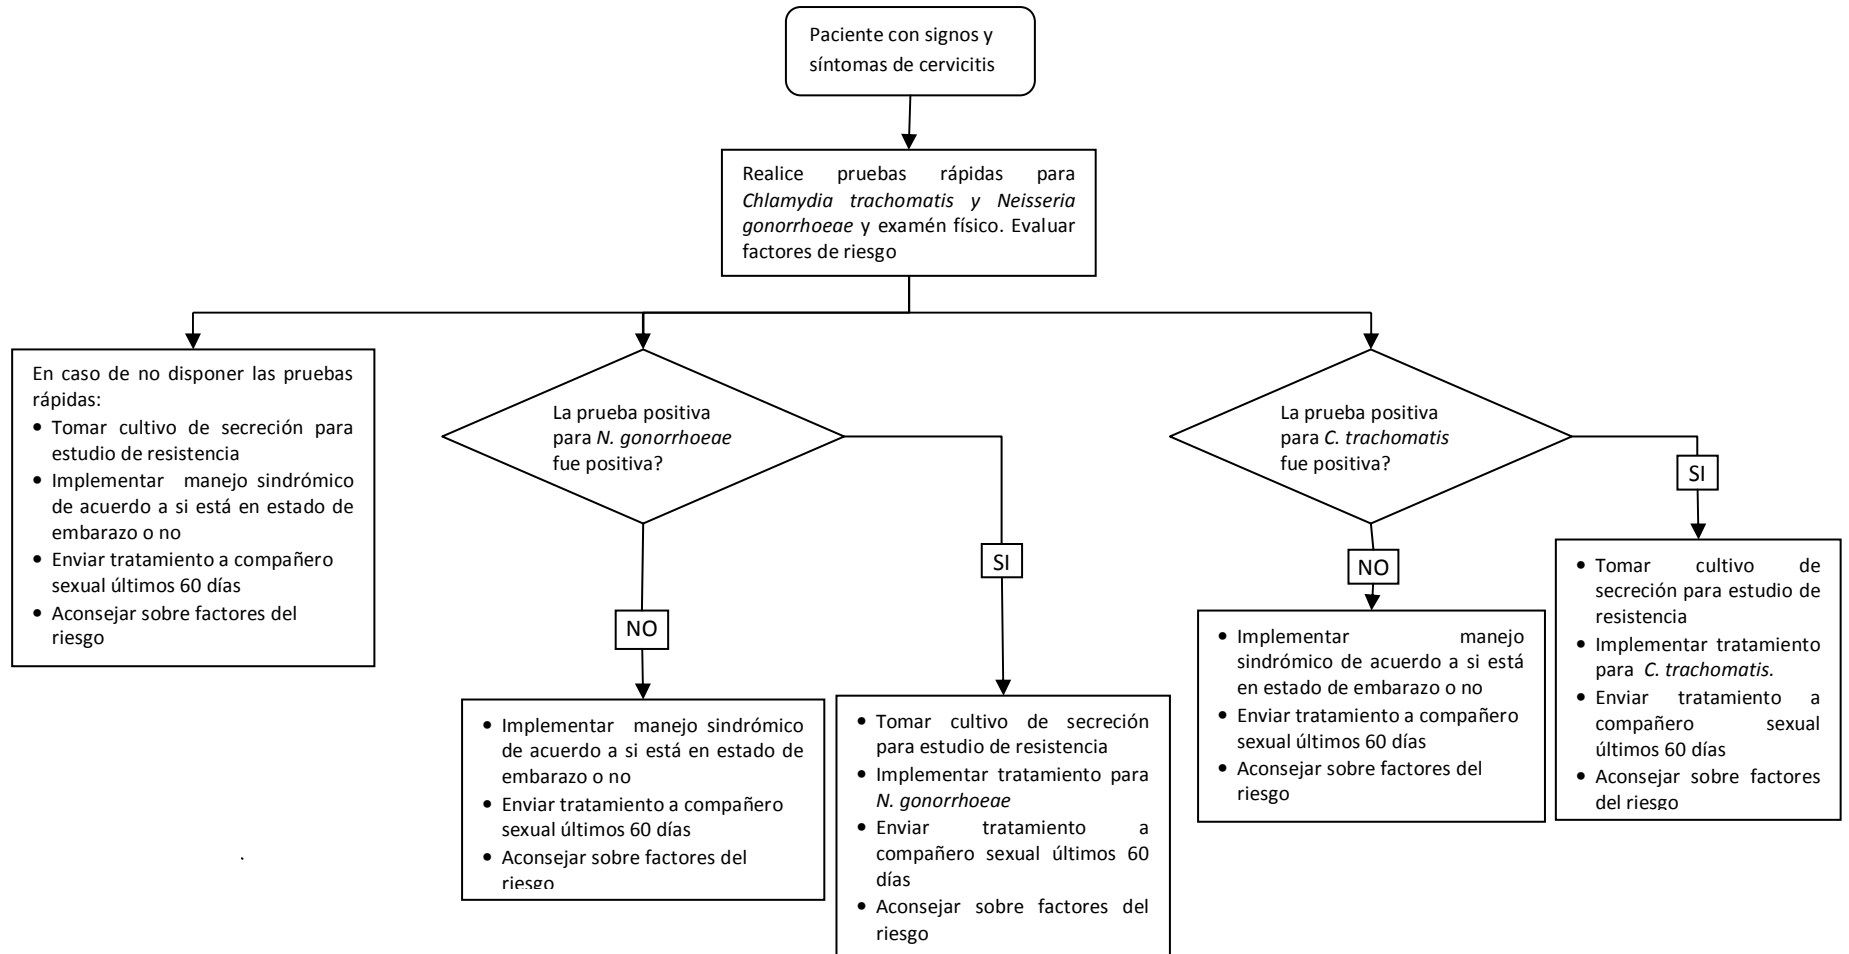 Paciente con signos y
síntomas de cervicitis
Realice pruebas rápidas para
Chlamydia trachomatis y Neisseria
gonorrhoeae y examén físico. Evaluar
factores de riesgo
En caso de no disponer las pruebas
rápidas:
• Tomar cultivo de secreción para
estudio de resistencia
• Implementar manejo sindrómico
de acuerdo a si está en estado de
embarazo o no
• Enviar tratamiento a compañero
sexual últimos 60 días
• Aconsejar sobre factores del
riesgo
La prueba positiva
para N. gonorrhoeae
fue positiva?
NO
• Implementar manejo sindrómico
de acuerdo a si está en estado de
embarazo o no
• Enviar tratamiento a compañero
sexual últimos 60 días
• Aconsejar sobre factores del
riesgo
SI
• Tomar cultivo de secreción
para estudio de resistencia
• Implementar tratamiento para
N. gonorrhoeae
• Enviar tratamiento a
compañero sexual últimos 60
días
• Aconsejar sobre factores del
riesgo
La prueba positiva
para C. trachomatis
fue positiva?
NO
• Implementar manejo
sindrómico de acuerdo a si está
en estado de embarazo o no
• Enviar tratamiento a compañero
sexual últimos 60 días
• Aconsejar sobre factores del
riesgo
SI
• Tomar cultivo de
secreción para estudio de
resistencia
• Implementar tratamiento
para C. trachomatis.
• Enviar tratamiento a
compañero sexual
últimos 60 días
• Aconsejar sobre factores
del riesgo
.